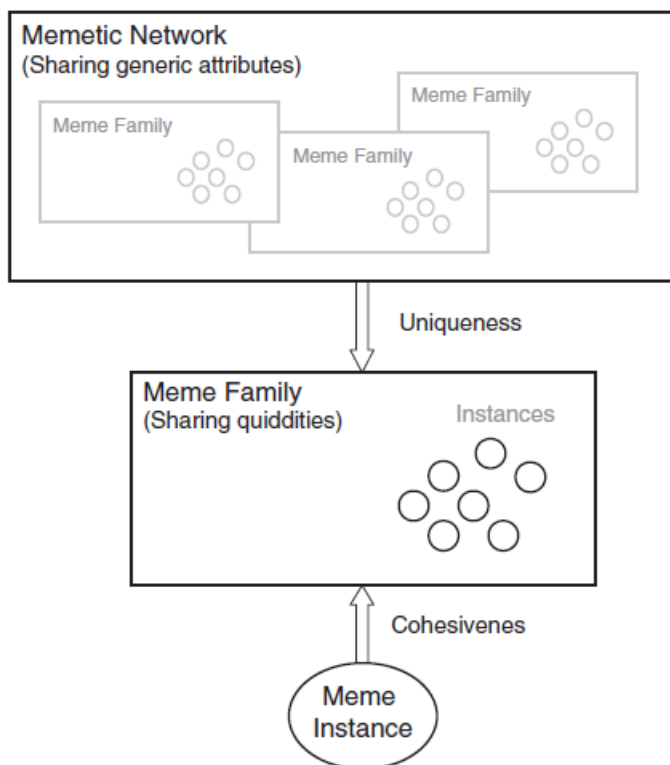 Memetic Network
(Sharing generic attributes)
Meme Family
Meme Family
Meme Family
Uniqueness
Meme Family
(Sharing quiddities)
Instances
Cohesivenes
Meme
Instance